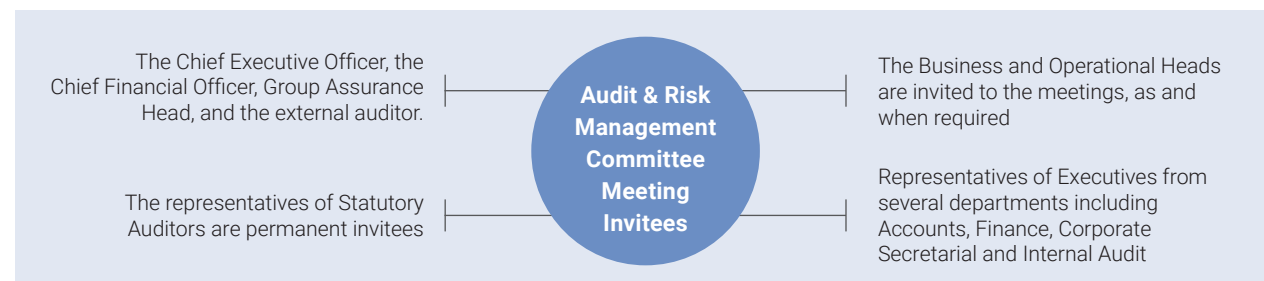 The Chief Executive Officer, the
Chief Financial Officer, Group Assurance
Head, and the external auditor.
The representatives of Statutory
Auditors are permanent invitees
Audit & Risk
Management
Committee
Meeting
Invitees
The Business and Operational Heads
are invited to the meetings, as and
when required
Representatives of Executives from
several departments including
Accounts, Finance, Corporate
Secretarial and Internal Audit